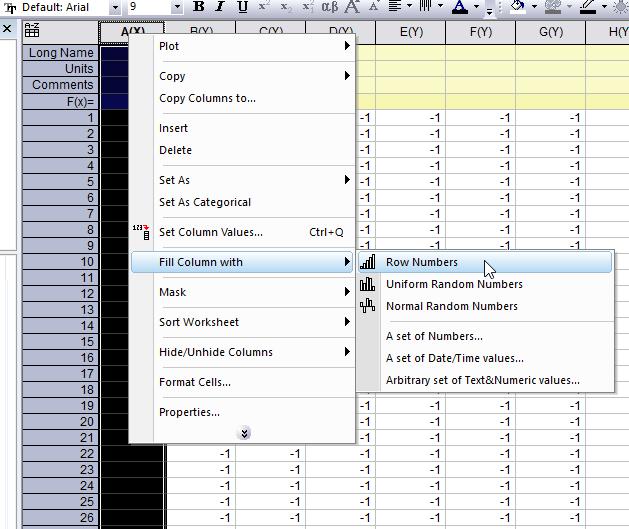 Default: Arial 9 B I U x² x₂ αβ A A
A(X) B(Y) C(Y) D(Y) E(Y) F(Y) G(Y) H(Y
Long Name
Units
Comments
F(x)=
1 -1 -1 -1 -1
2 -1 -1 -1 -1
3 -1 -1 -1 -1
4 -1 -1 -1 -1
5 -1 -1 -1 -1
6 -1 -1 -1 -1
7 -1 -1 -1 -1
8 -1 -1 -1 -1
9 -1 -1 -1 -1
10
11
12
13
14
15
16
17
18
19 -1 -1 -1 -1
20 -1 -1 -1 -1
21 -1 -1 -1 -1
22 -1 -1 -1 -1 -1 -1
23 -1 -1 -1 -1 -1 -1
24 -1 -1 -1 -1 -1 -1
25 -1 -1 -1 -1 -1 -1
26 -1 -1 -1 -1 -1 -1
Plot
Copy
Copy Columns to...
Insert
Delete
Set As
Set As Categorical
Set Column Values... Ctrl+Q
Fill Column with
Mask
Sort Worksheet
Hide/Unhide Columns
Format Cells...
Properties...
Row Numbers
Uniform Random Numbers
Normal Random Numbers
A set of Numbers...
A set of Date/Time values...
Arbitrary set of Text&Numeric values...